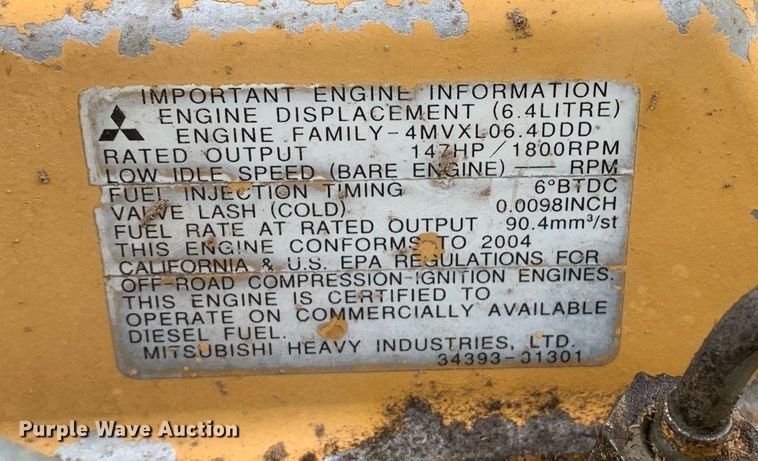 IMPORTANT ENGINE INFORMATION
ENGINE DISPLACEMENT (6.4LITRE)
ENGINE FAMILY-4MVXL06.4DDD
RATED OUTPUT 147HP/1800RPM
LOW IDLE SPEED (BARE ENGINE) — RPM
FUEL INJECTION TIMING 6°BTDC
VALVE LASH (COLD) 0.0098INCH
FUEL RATE AT RATED OUTPUT 90.4mm³/st
THIS ENGINE CONFORMS TO 2004
CALIFORNIA & U.S. EPA REGULATIONS FOR
OFF-ROAD COMPRESSION-IGNITION ENGINES.
THIS ENGINE IS CERTIFIED TO
OPERATE ON COMMERCIALLY AVAILABLE
DIESEL FUEL.
MITSUBISHI HEAVY INDUSTRIES, LTD.
34393-31301
Purple Wave Auction